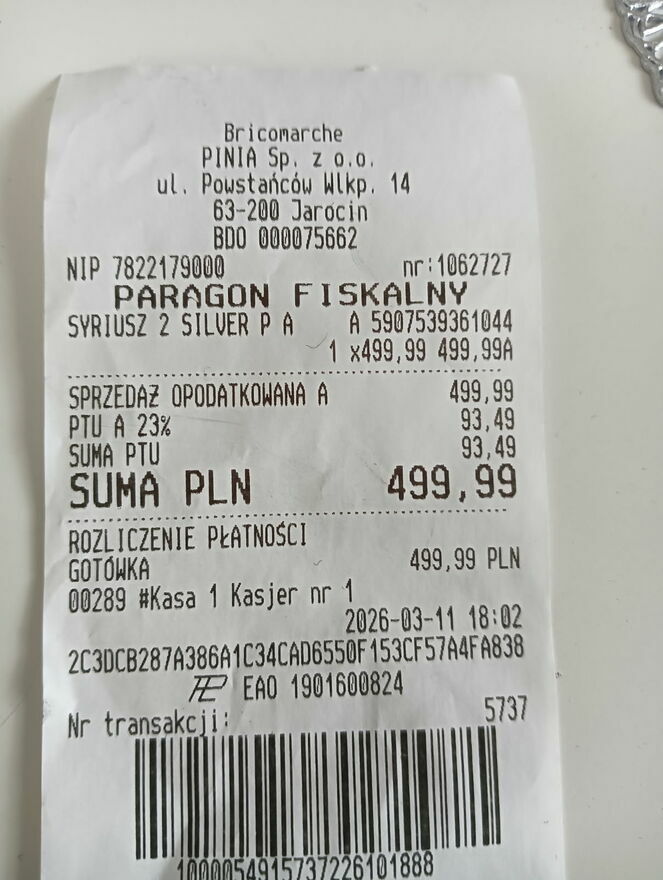 Bricomarche
PINIA Sp. z o.o.
ul. Powstańców Wlkp. 14
63-200 Jarocin
BDO 000075662
NIP 7822179000 nr:1062727
PARAGON FISKALNY
SYRIUSZ 2 SILVER P A A 5907539361044
1 x499,99 499,99A
SPRZEDAŻ OPODATKOWANA A 499,99
PTU A 23% 93,49
SUMA PTU 93,49
SUMA PLN 499,99
ROZLICZENIE PŁATNOŚCI
GOTÓWKA 499,99 PLN
00289 #Kasa 1 Kasjer nr 1
2026-03-11 18:02
2C3DCB287A386A1C34CAD6550F153CF57A4FA838
EAO 1901600824
Nr transakcji: 5737
1000054915737226101888